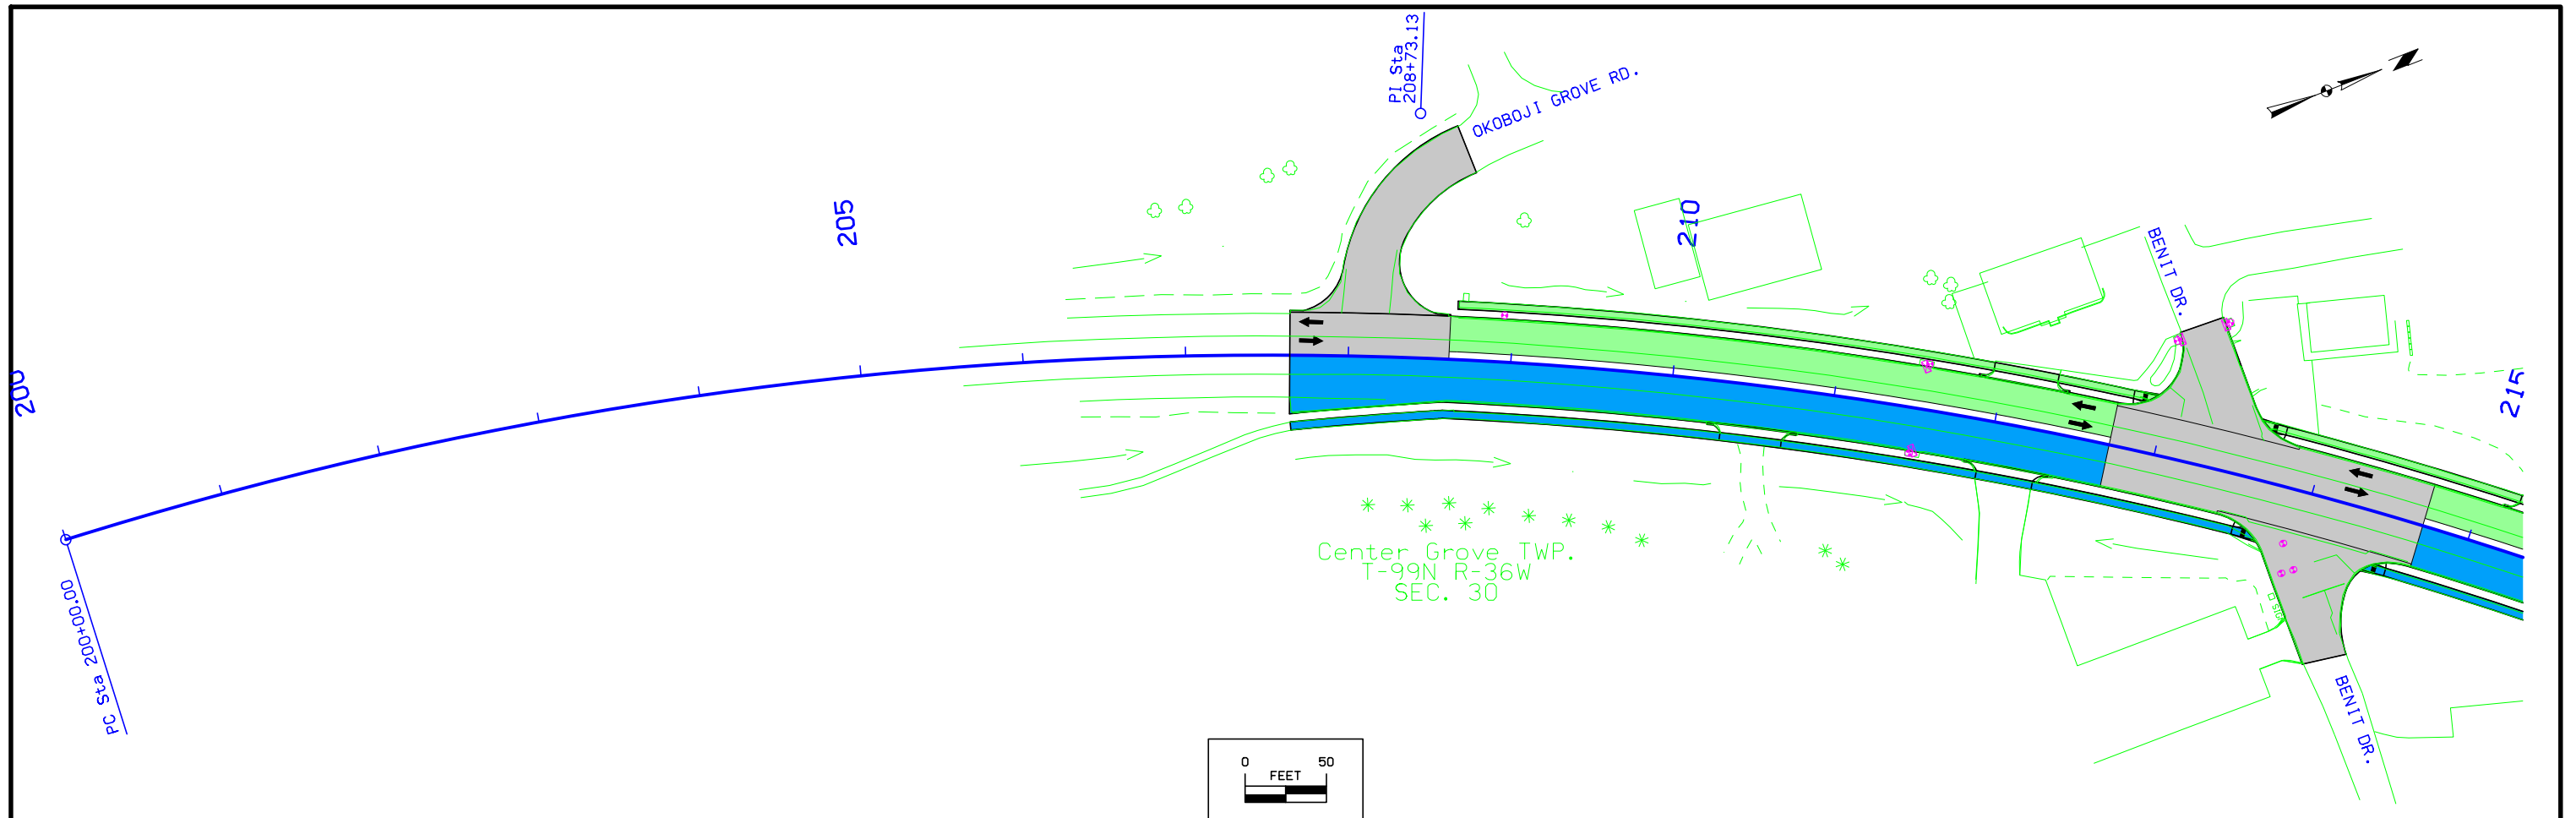 PI Sta
208+73.13
OKOBOJI GROVE RD.
N
205
210
BENIT DR.
200
215
PC Sta 200+00.00
Center Grove TWP.
T-99N R-36W
SEC. 30
BENIT DR.
0 50
FEET